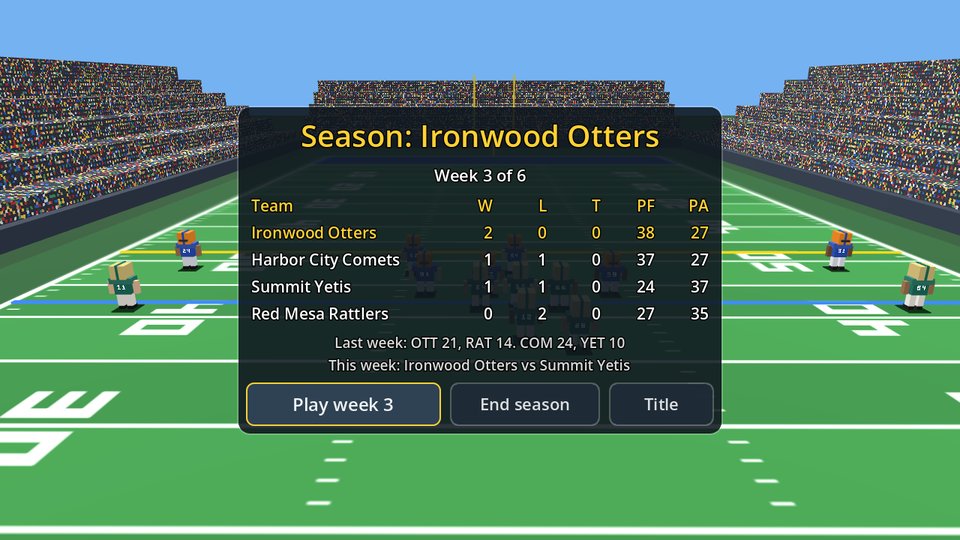 Season: Ironwood Otters
Week 3 of 6
Team W L T PF PA
Ironwood Otters 2 0 0 38 27
Harbor City Comets 1 1 0 37 27
Summit Yetis 1 1 0 24 37
Red Mesa Rattlers 0 2 0 27 35
Last week: OTT 21, RAT 14. COM 24, YET 10
This week: Ironwood Otters vs Summit Yetis
Play week 3 End season Title